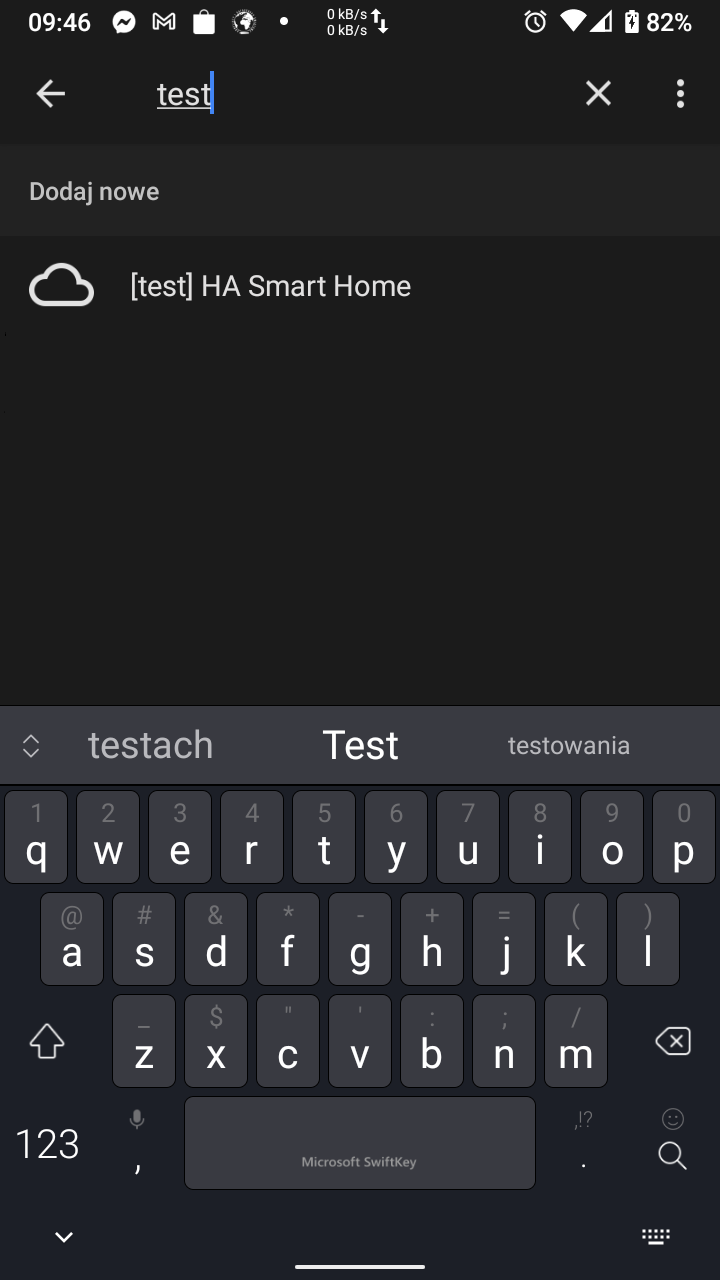 09:46
0 kB/s
0 kB/s
82%
test
Dodaj nowe
[test] HA Smart Home
testach Test testowania
1 2 3 4 5 6 7 8 9 0
q w e r t y u i o p
@ # & * - + = ( )
a s d f g h j k l
_ $ " ' : ; /
z x c v b n m
,!?
123 , Microsoft SwiftKey .